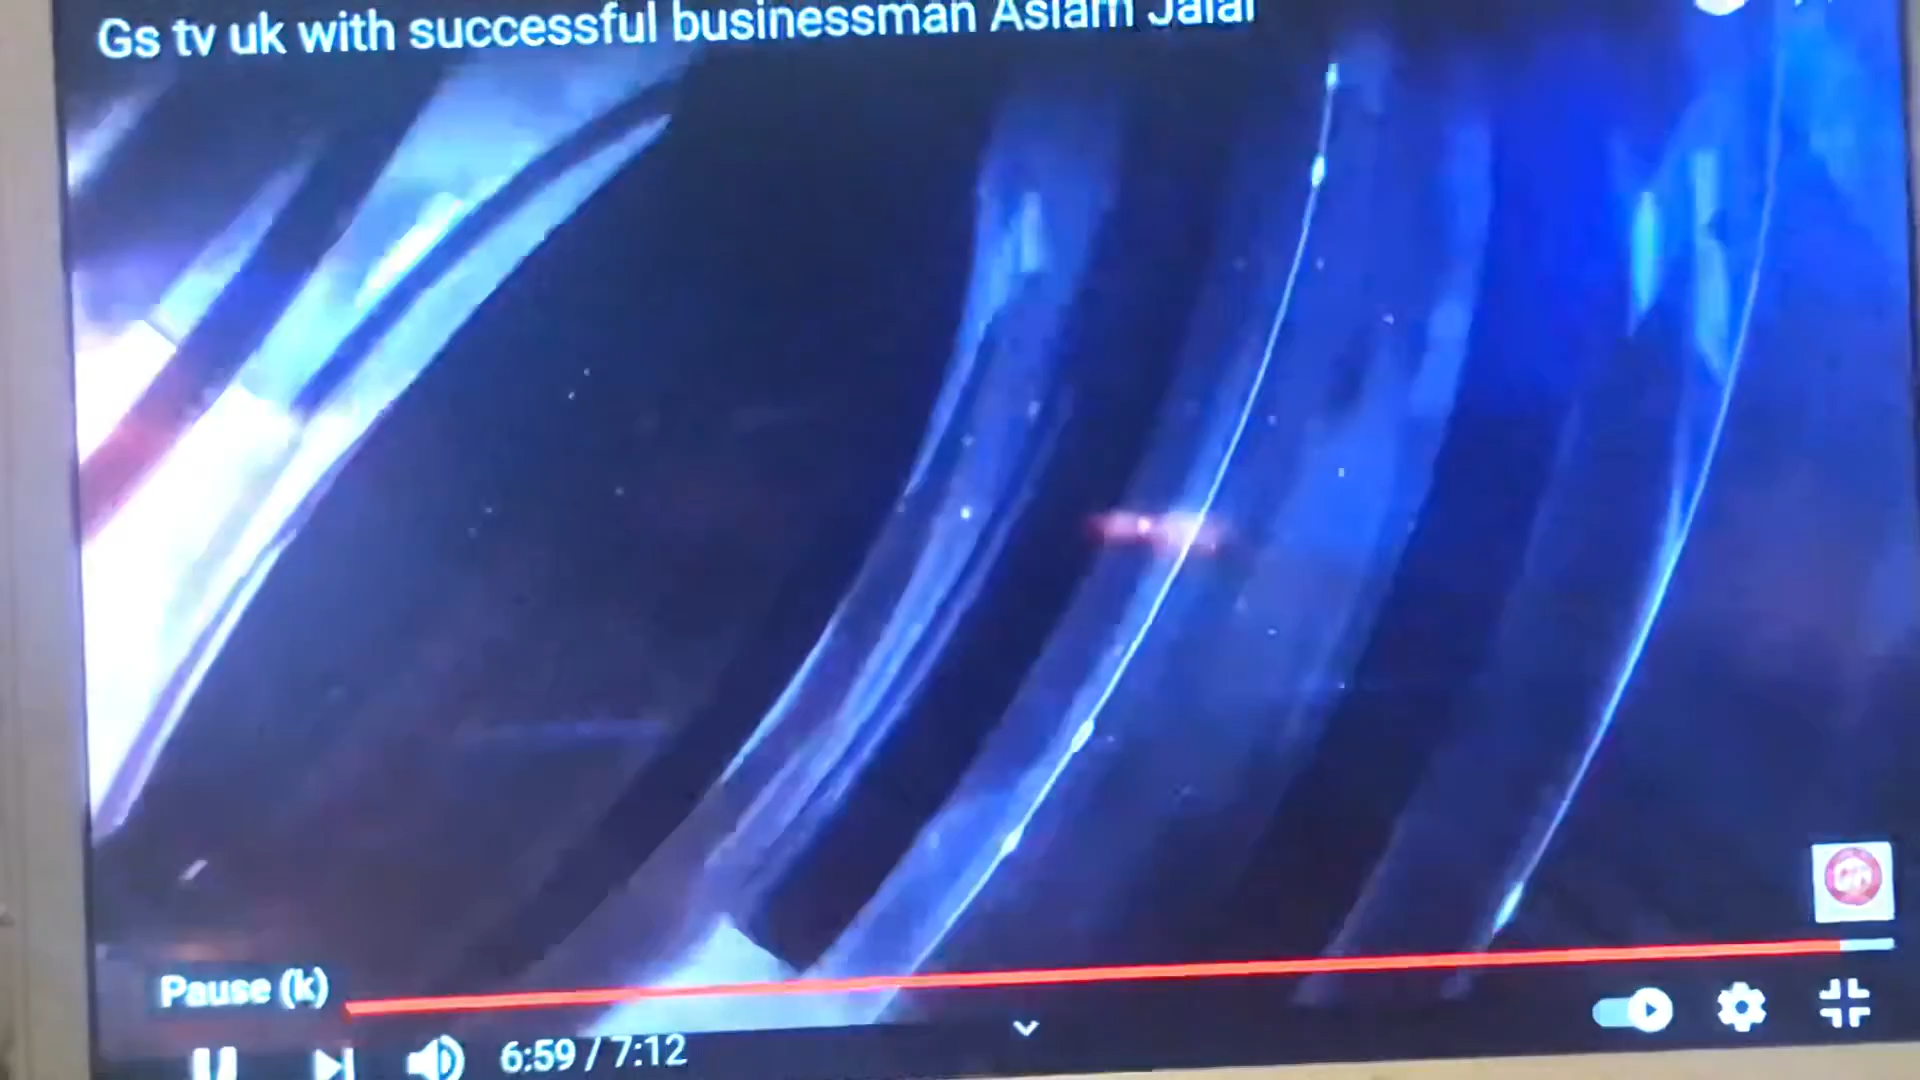 Gs tv uk with successful businessman Aslam Jalal
Pause (k)
6:59 / 7:12